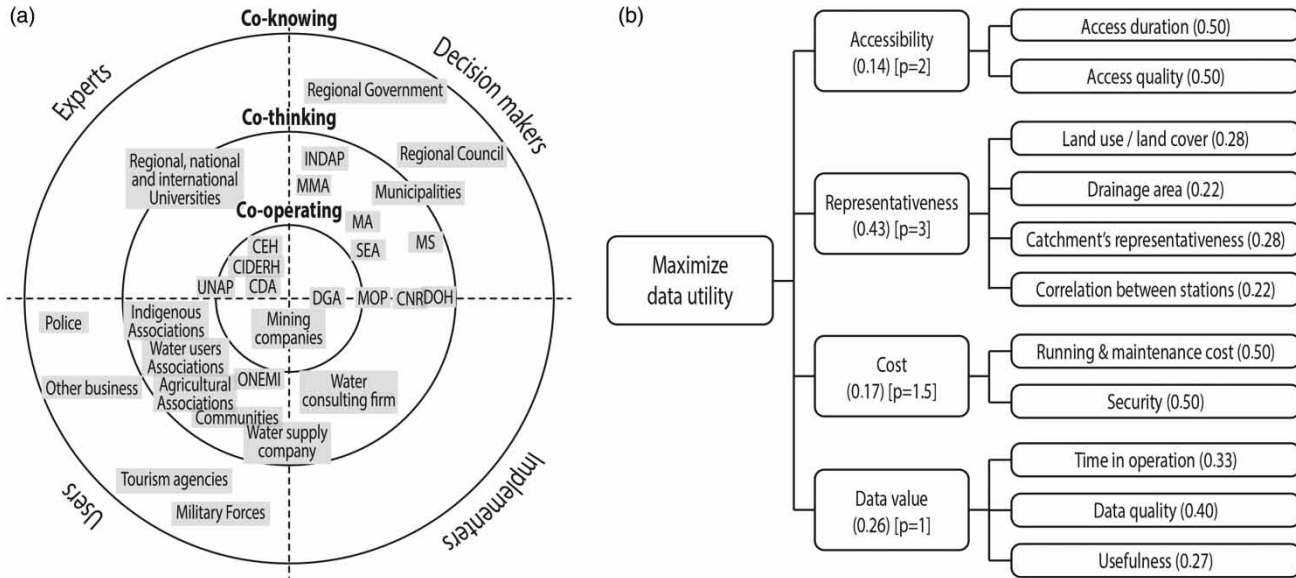 (a)
Co-knowing
Experts
Decision makers
Regional Government
Co-thinking
Regional, national
and international
Universities
INDAP
Regional Council
MMA
Municipalities
Co-operating
MA
CEH
SEA
MS
CIDERH
UNAP
CDA
DGA
MOP
CNR
DOH
Police
Indigenous
Associations
Mining
companies
Water users
Associations
Other business
Agricultural
Associations
ONEMI
Water
consulting firm
Communities
Water supply
company
Tourism agencies
Military Forces
Users
Implementers
(b)
Maximize
data utility
Accessibility
(0.14) [p=2]
Access duration (0.50)
Access quality (0.50)
Representativeness
(0.43) [p=3]
Land use / land cover (0.28)
Drainage area (0.22)
Catchment's representativeness (0.28)
Correlation between stations (0.22)
Cost
(0.17) [p=1.5]
Running & maintenance cost (0.50)
Security (0.50)
Data value
(0.26) [p=1]
Time in operation (0.33)
Data quality (0.40)
Usefulness (0.27)